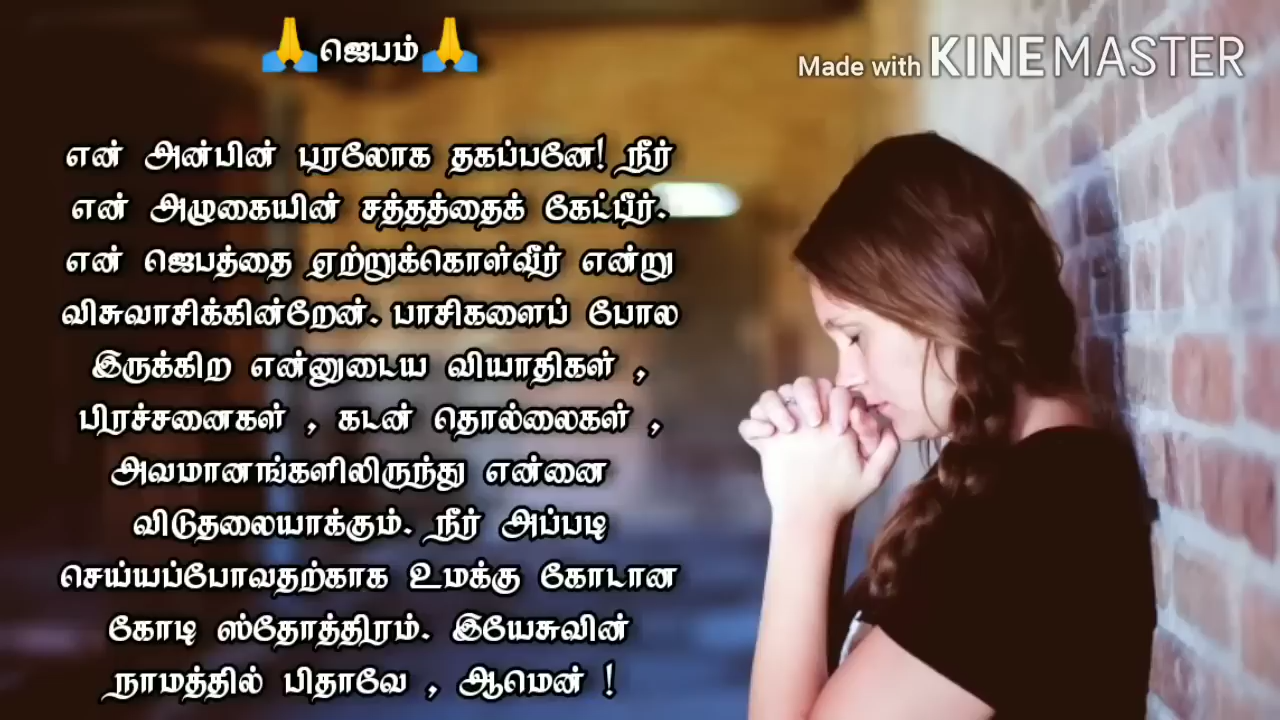 🙏ஜெபம்🙏
Made with KINEMASTER
என் அன்பின் பரலோக தகப்பனே! நீர்
என் அழுகையின் சத்தத்தைக் கேட்பீர்.
என் ஜெபத்தை ஏற்றுக்கொள்வீர் என்று
விசுவாசிக்கின்றேன். பாசிகளைப் போல
இருக்கிற என்னுடைய வியாதிகள் ,
பிரச்சனைகள் , கடன் தொல்லைகள் ,
அவமானங்களிலிருந்து என்னை
விடுதலையாக்கும். நீர் அப்படி
செய்யப்போவதற்காக உமக்கு கோடான
கோடி ஸ்தோத்திரம். இயேசுவின்
நாமத்தில் பிதாவே , ஆமென் !